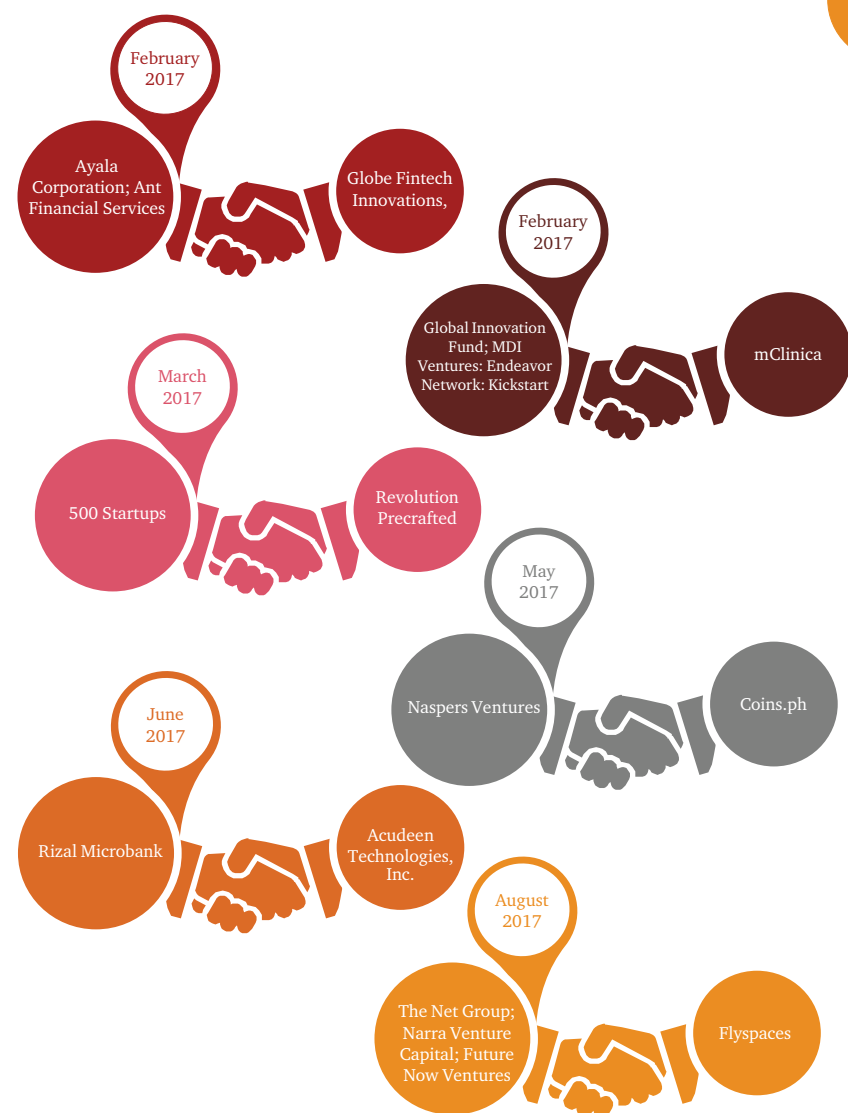 February
2017
Ayala
Corporation; Ant
Financial Services
Globe Fintech
Innovations,
February
2017
Global Innovation
Fund; MDI
Ventures: Endeavor
Network: Kickstart
mClinica
March
2017
500 Startups
Revolution
Precrafted
May
2017
Naspers Ventures
Coins.ph
June
2017
Rizal Microbank
Acudeen
Technologies,
Inc.
August
2017
The Net Group;
Narra Venture
Capital; Future
Now Ventures
Flyspaces